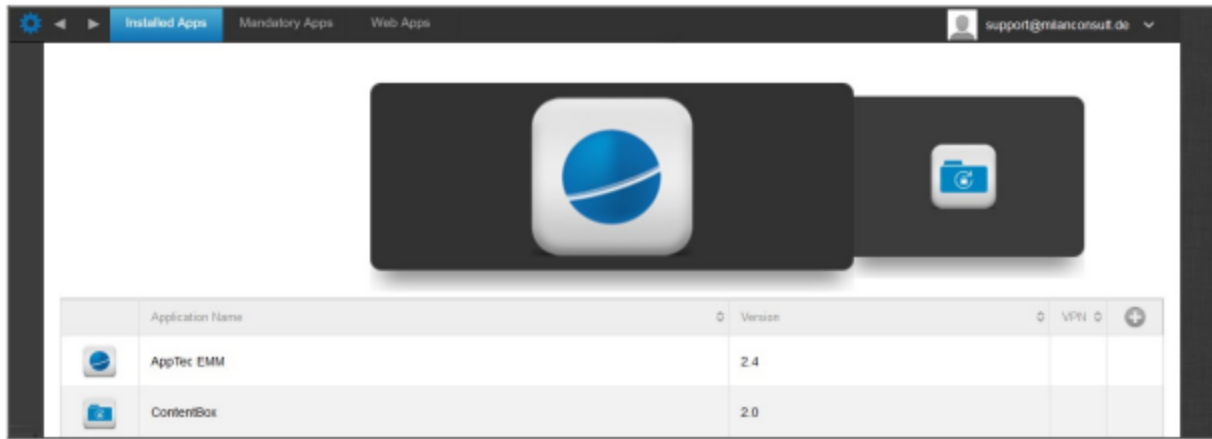 Installed Apps Mandatory Apps Web Apps support@milanconsult.de
Application Name Version VPN
AppTec EMM 2.4
ContentBox 2.0